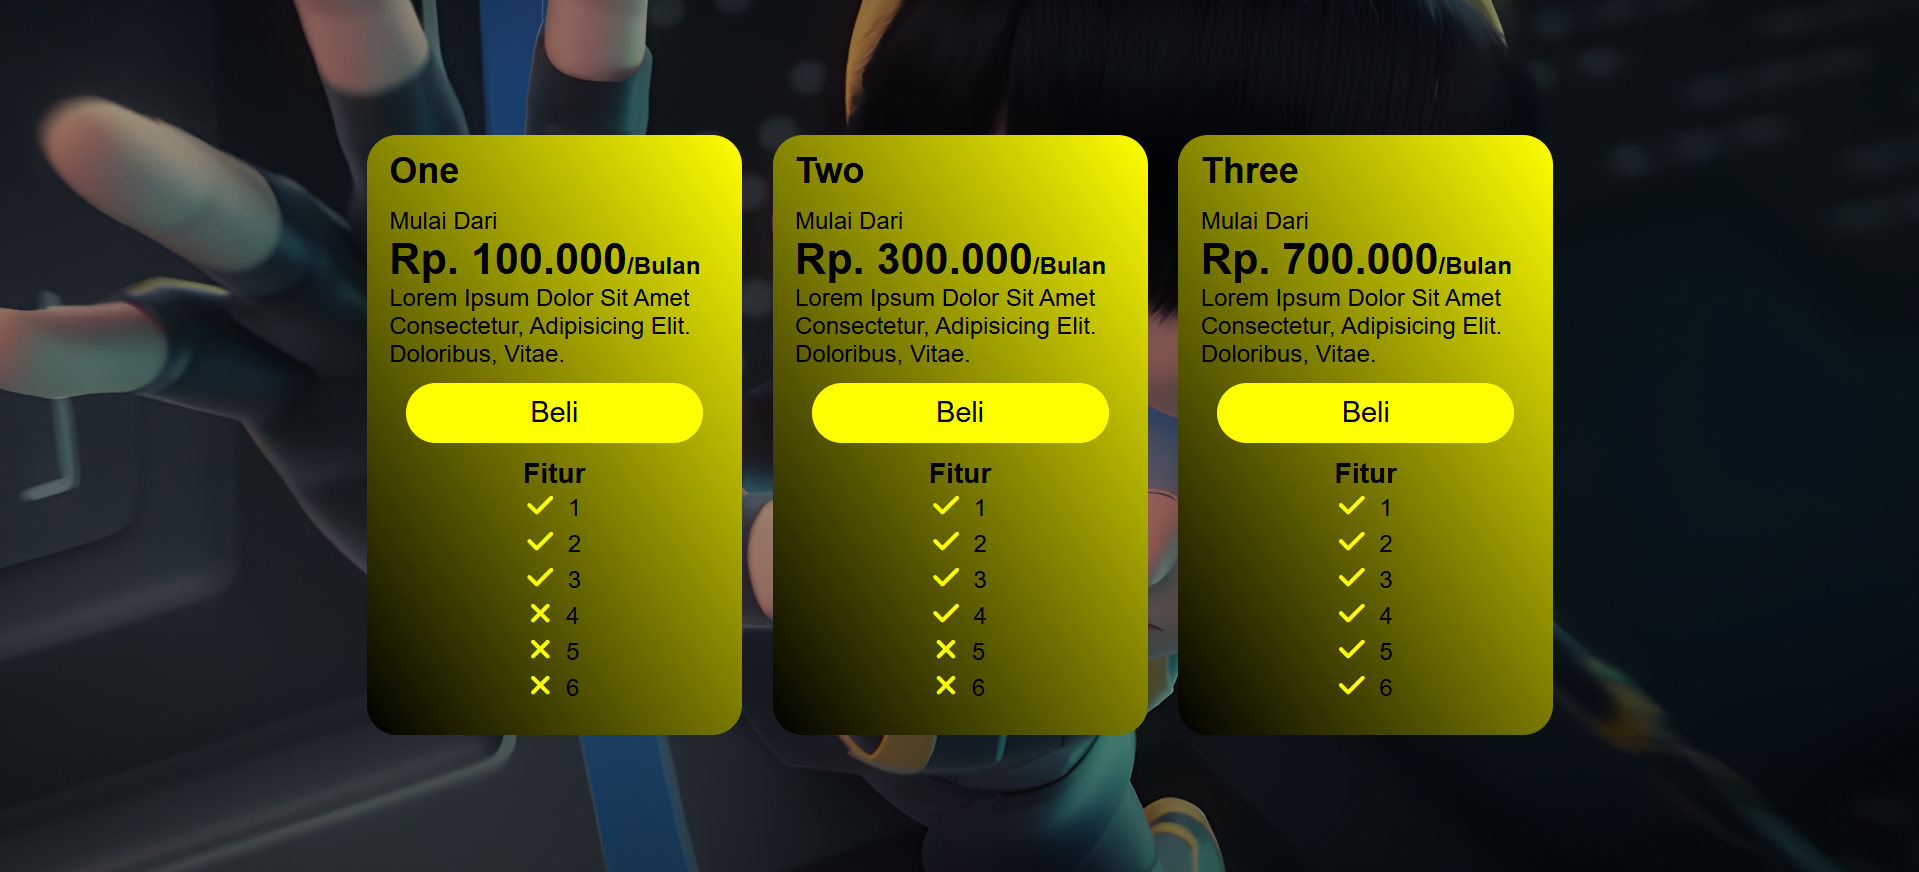 One
Mulai Dari
Rp. 100.000/Bulan
Lorem Ipsum Dolor Sit Amet
Consectetur, Adipisicing Elit.
Doloribus, Vitae.
Beli
Fitur
1
2
3
4
5
6
Two
Mulai Dari
Rp. 300.000/Bulan
Lorem Ipsum Dolor Sit Amet
Consectetur, Adipisicing Elit.
Doloribus, Vitae.
Beli
Fitur
1
2
3
4
5
6
Three
Mulai Dari
Rp. 700.000/Bulan
Lorem Ipsum Dolor Sit Amet
Consectetur, Adipisicing Elit.
Doloribus, Vitae.
Beli
Fitur
1
2
3
4
5
6